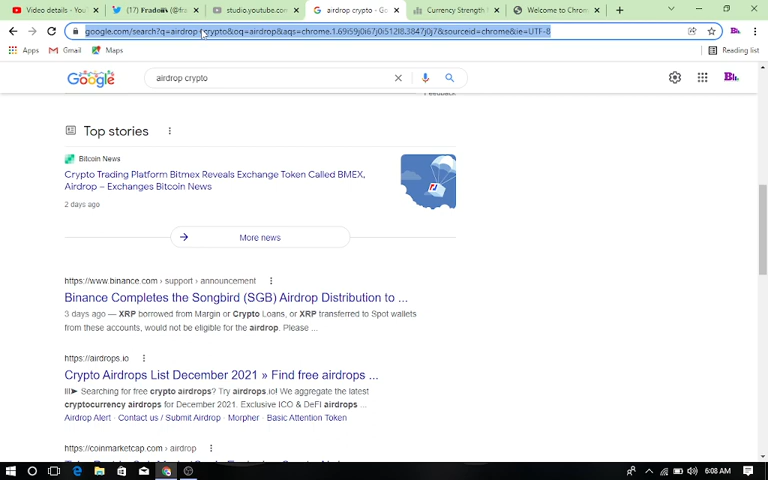 Video details - Y
(17) Fradoñ (@fra
studio.youtube.con
airdrop crypto - Go
Currency Strength
Welcome to Chrom
google.com/search?q=airdrop+crypto&oq=airdrop&aqs=chrome.1.69i59j0i67j0i512l8.3847j0j7&sourceid=chrome&ie=UTF-8
Apps
Gmail
Maps
Reading list
Google
airdrop crypto
Feedback
Top stories
Bitcoin News
Crypto Trading Platform Bitmex Reveals Exchange Token Called BMEX,
Airdrop – Exchanges Bitcoin News
2 days ago
More news
https://www.binance.com › support › announcement
Binance Completes the Songbird (SGB) Airdrop Distribution to ...
3 days ago — XRP borrowed from Margin or Crypto Loans, or XRP transferred to Spot wallets
from these accounts, would not be eligible for the airdrop. Please ...
https://airdrops.io
Crypto Airdrops List December 2021 » Find free airdrops ...
llll➤ Searching for free crypto airdrops? Try airdrops.io! We aggregate the latest
cryptocurrency airdrops for December 2021. Exclusive ICO & DeFI airdrops ...
Airdrop Alert · Contact us / Submit Airdrop · Morpher · Basic Attention Token
https://coinmarketcap.com › airdrop
6:08 AM